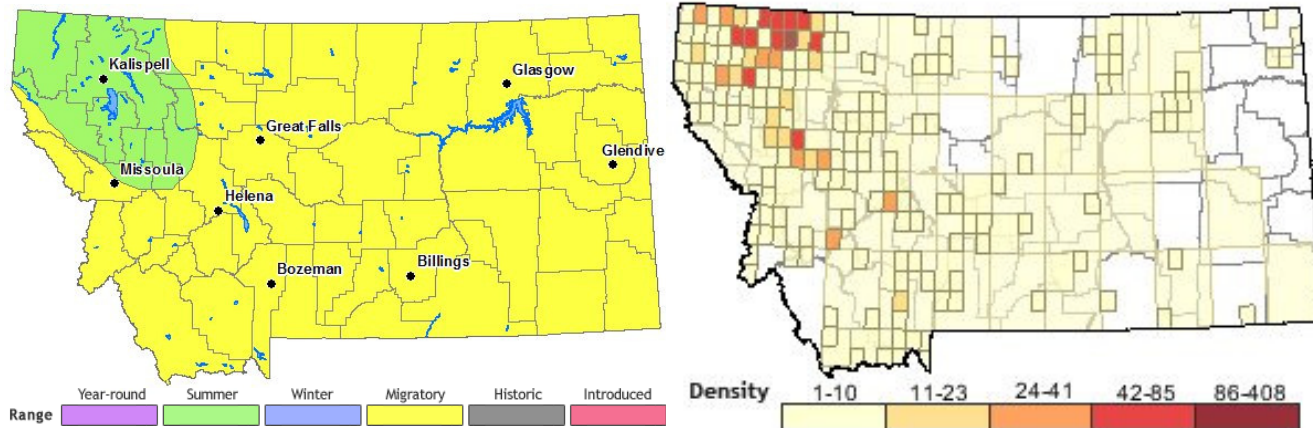 Kalispell
Glasgow
Great Falls
Glendive
Missoula
Helena
Bozeman
Billings
Year-round Summer Winter Migratory Historic Introduced
Range
Density 1-10 11-23 24-41 42-85 86-408